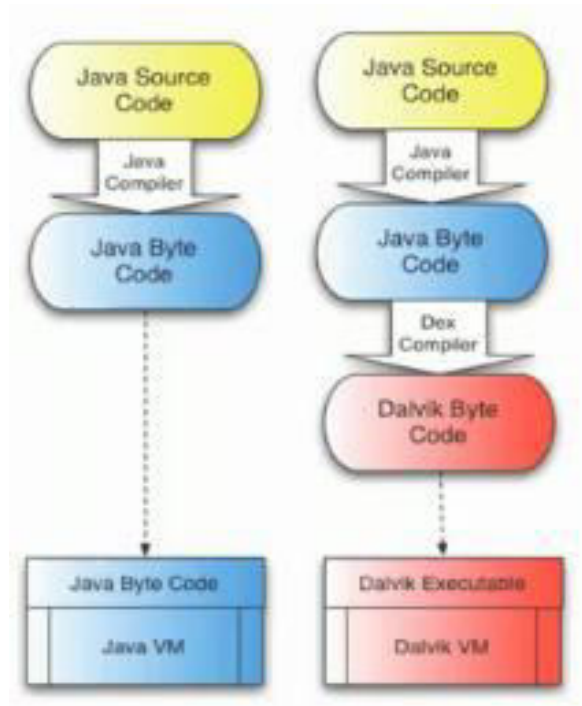 Java Source
Code
Java
Compiler
Java Byte
Code
Java Byte Code
Java VM
Java Source
Code
Java
Compiler
Java Byte
Code
Dex
Compiler
Dalvik Byte
Code
Dalvik Executable
Dalvik VM